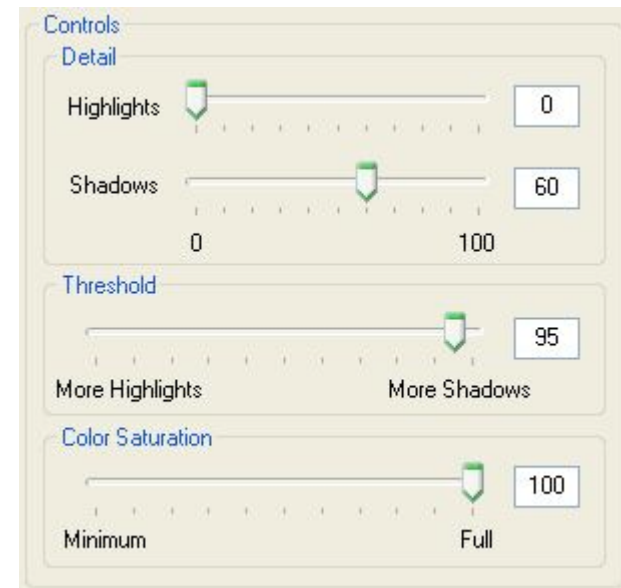 Controls
Detail
Highlights 0
Shadows 60
0 100
Threshold
95
More Highlights More Shadows
Color Saturation
100
Minimum Full